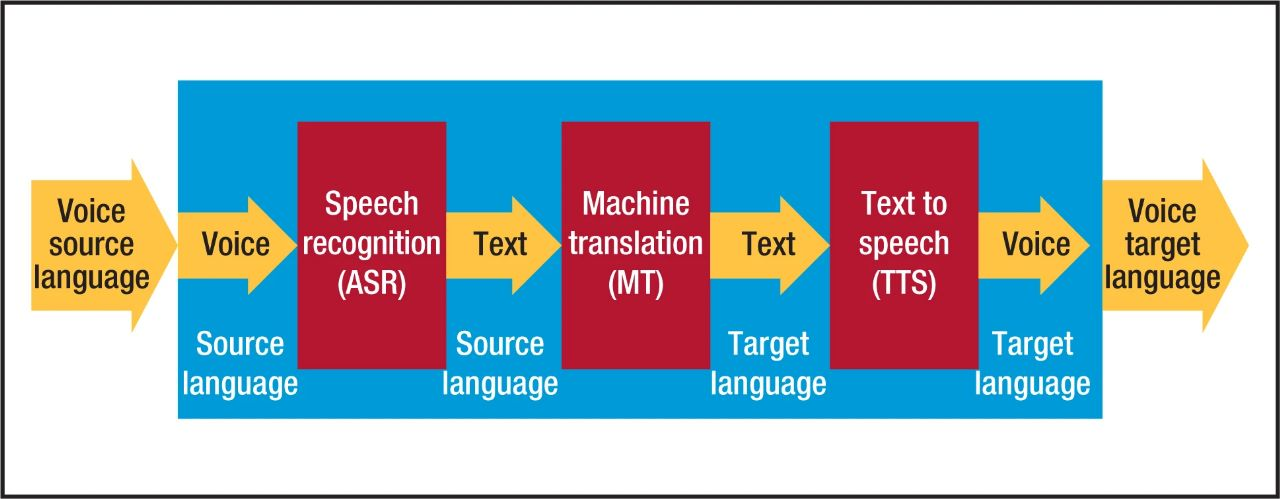 Voice
source
language
Voice
Source
language
Speech
recognition
(ASR)
Text
Source
language
Machine
translation
(MT)
Text
Target
language
Text to
speech
(TTS)
Voice
Target
language
Voice
target
language